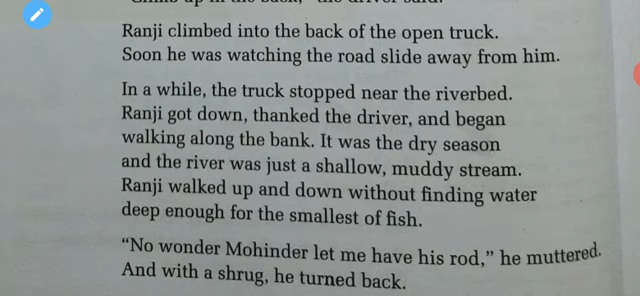 Ranji climbed into the back of the open truck.
Soon he was watching the road slide away from him.
In a while, the truck stopped near the riverbed.
Ranji got down, thanked the driver, and began
walking along the bank. It was the dry season
and the river was just a shallow, muddy stream.
Ranji walked up and down without finding water
deep enough for the smallest of fish.
“No wonder Mohinder let me have his rod,” he muttered.
And with a shrug, he turned back.